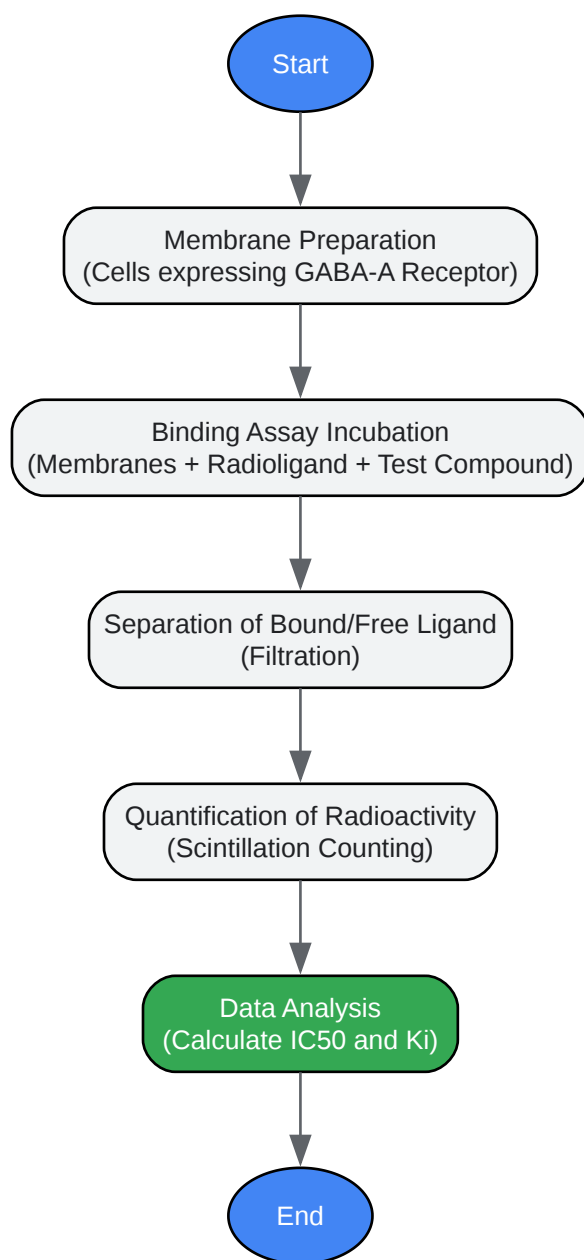 Start
Membrane Preparation
(Cells expressing GABA-A Receptor)
Binding Assay Incubation
(Membranes + Radioligand + Test Compound)
Separation of Bound/Free Ligand
(Filtration)
Quantification of Radioactivity
(Scintillation Counting)
Data Analysis
(Calculate IC50 and Ki)
End